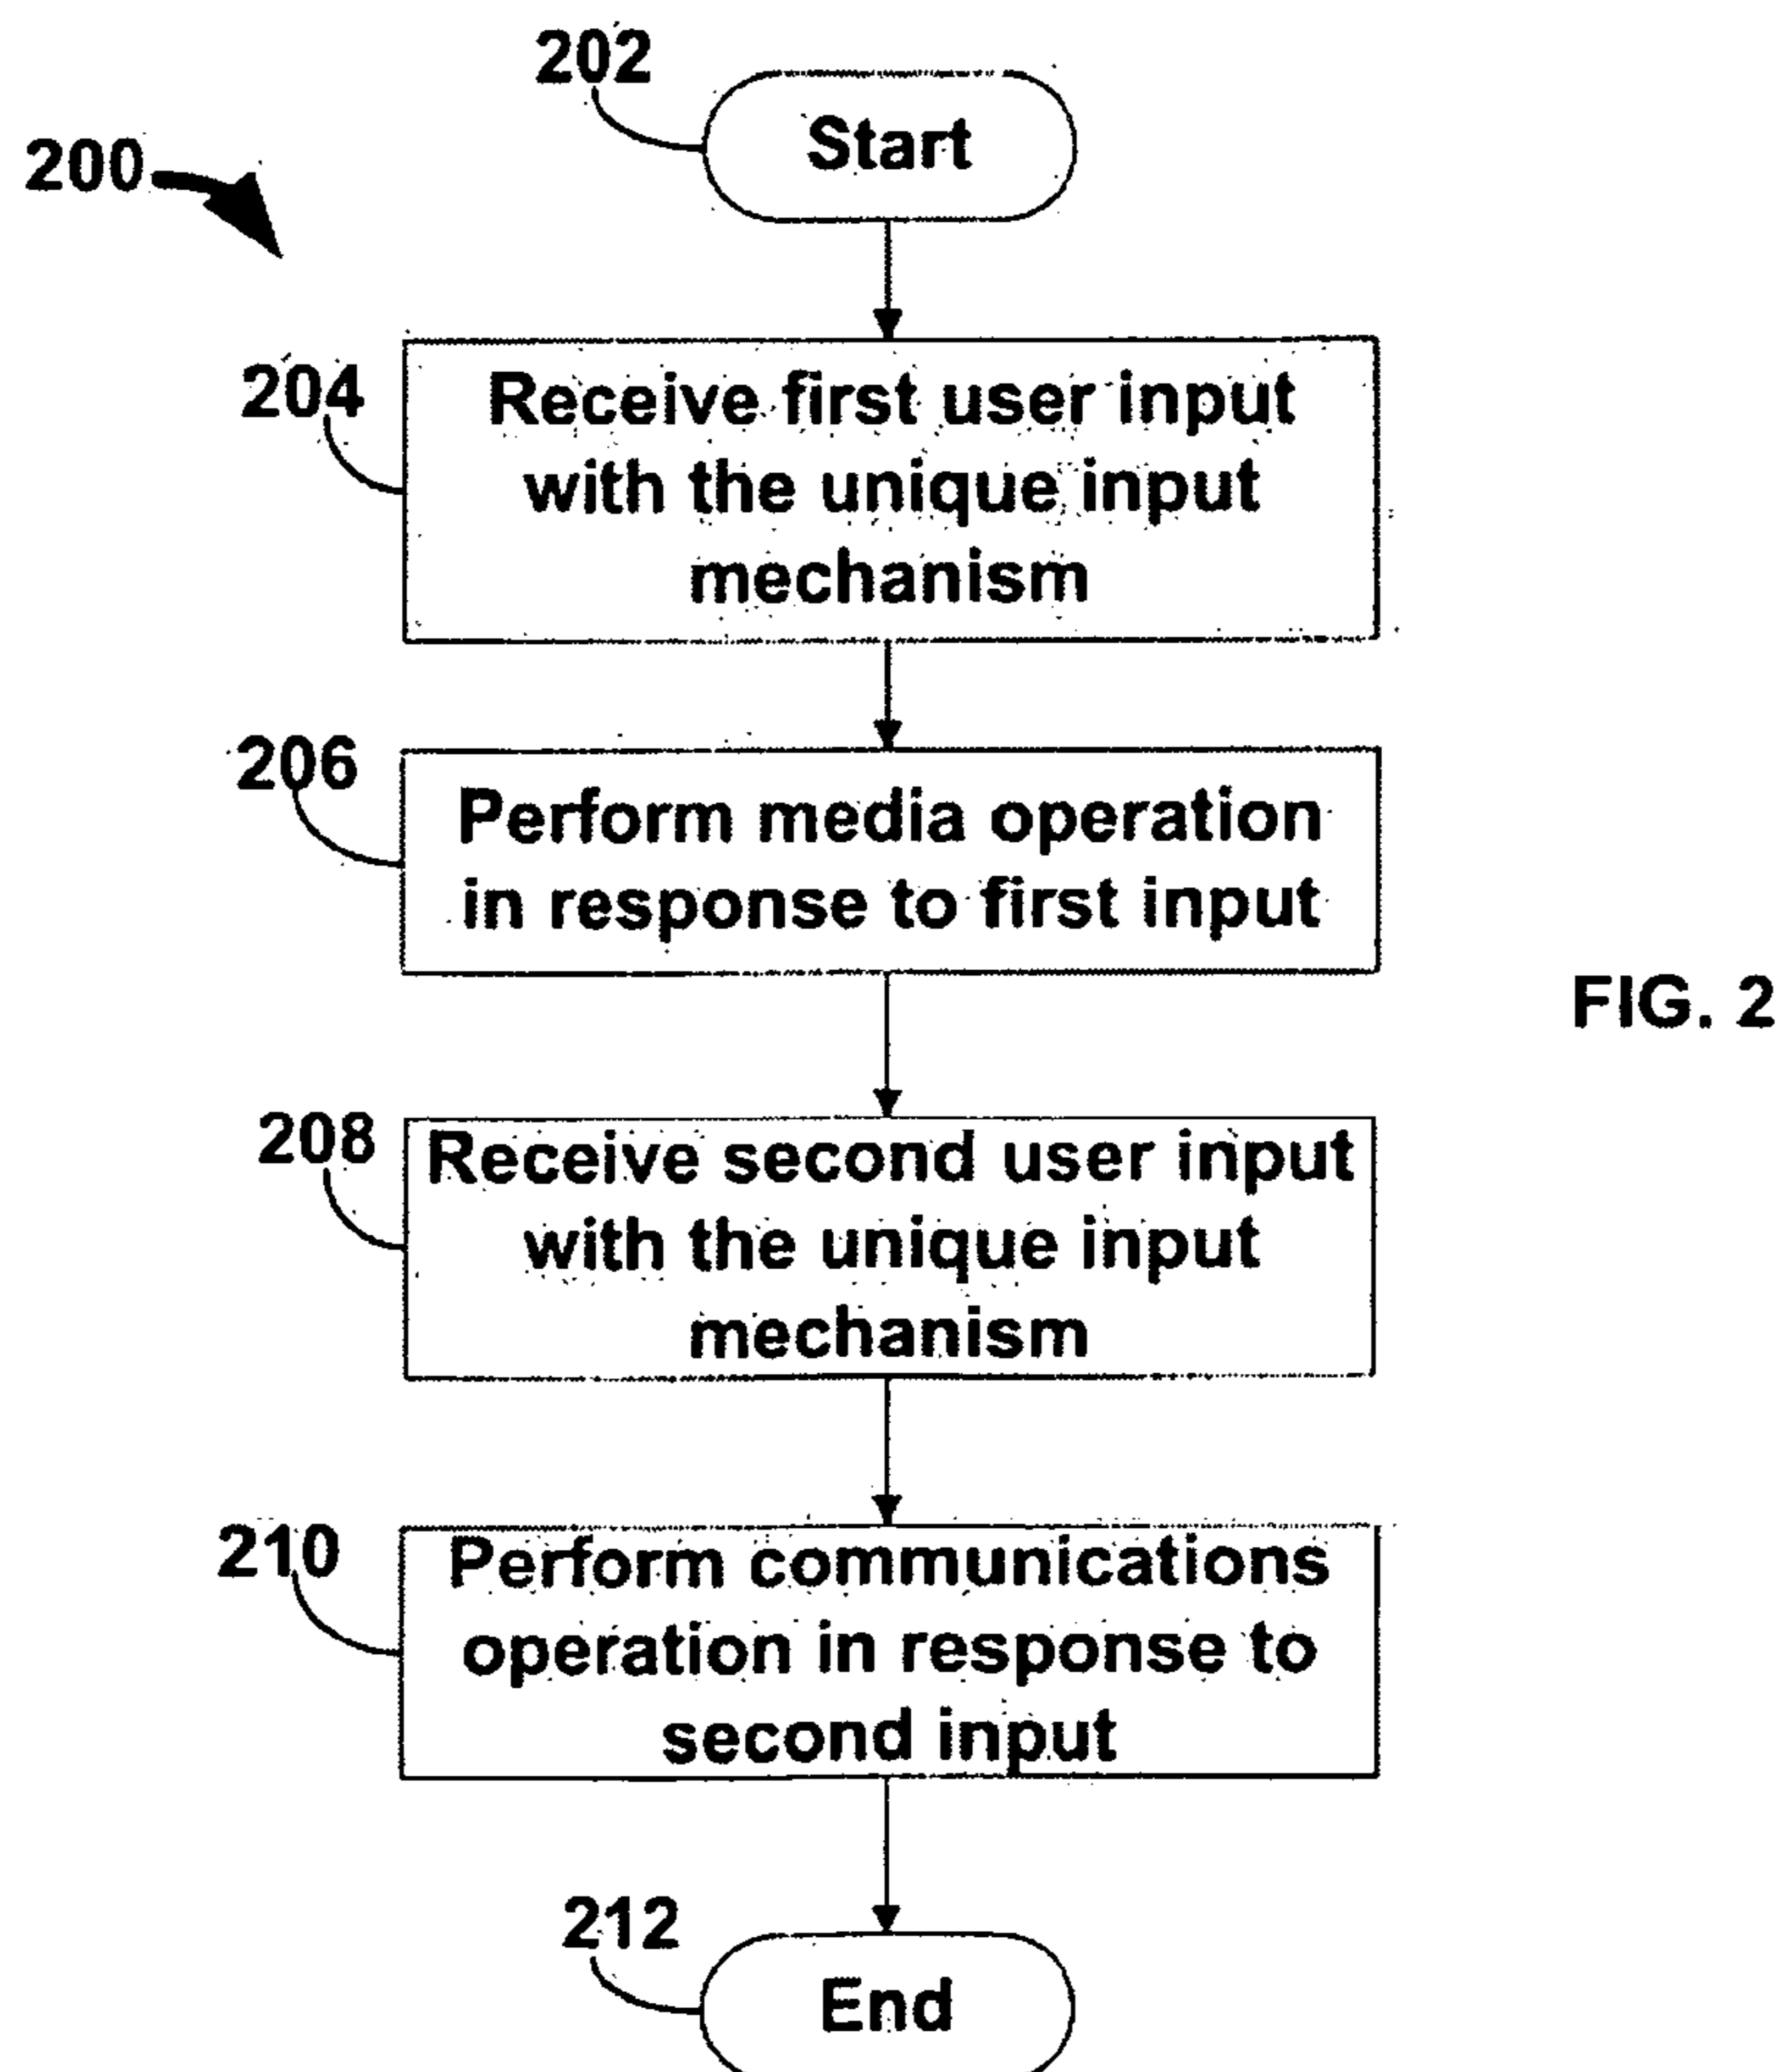 202
Start
200
204
Receive first user input
with the unique input
mechanism
206
Perform media operation
in response to first input
FIG. 2
208
Receive second user input
with the unique input
mechanism
210
Perform communications
operation in response to
second input
212
End